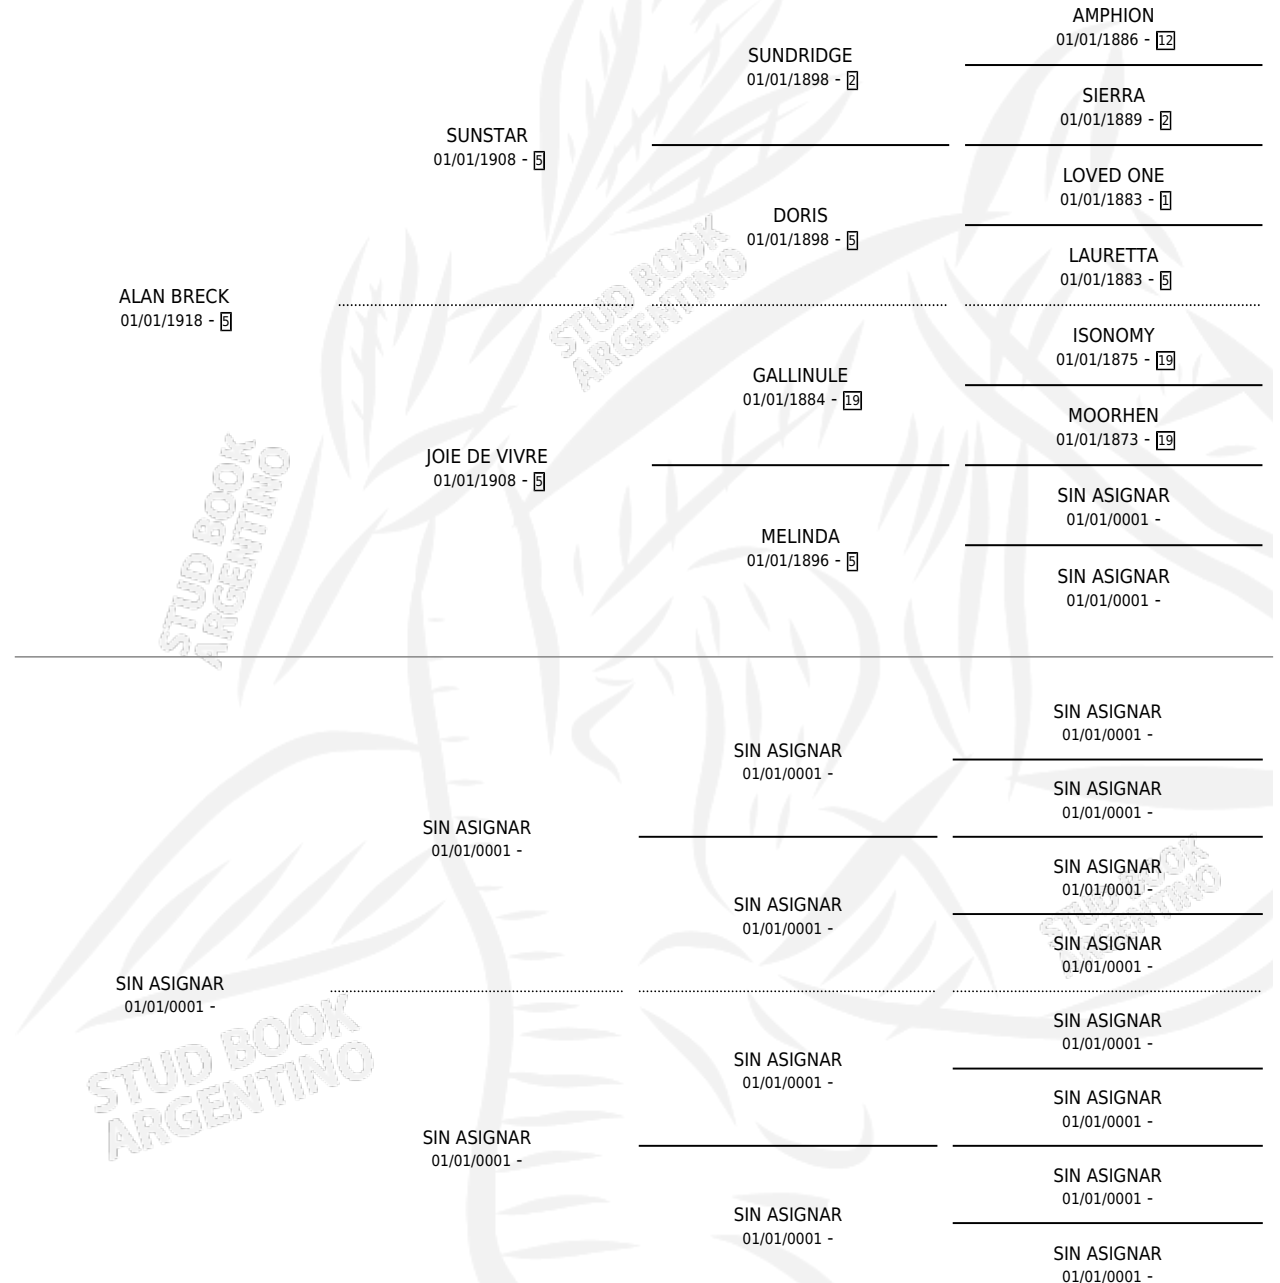 AMPHION
01/01/1886 - 12
SUNDRIDGE
01/01/1898 - 2
SIERRA
01/01/1889 - 2
SUNSTAR
01/01/1908 - 5
LOVED ONE
01/01/1883 - 1
DORIS
01/01/1898 - 5
LAURETTA
01/01/1883 - 5
ALAN BRECK
01/01/1918 - 5
STUD BOOK
ARGENTINO
ISONOMY
01/01/1875 - 19
GALLINULE
01/01/1884 - 19
MOORHEN
01/01/1873 - 19
JOIE DE VIVRE
01/01/1908 - 5
SIN ASIGNAR
01/01/0001 -
MELINDA
01/01/1896 - 5
SIN ASIGNAR
01/01/0001 -
STUD BOOK
ARGENTINO
SIN ASIGNAR
01/01/0001 -
SIN ASIGNAR
01/01/0001 -
SIN ASIGNAR
01/01/0001 -
SIN ASIGNAR
01/01/0001 -
SIN ASIGNAR
01/01/0001 -
SIN ASIGNAR
01/01/0001 -
SIN ASIGNAR
01/01/0001 -
STUD BOOK
ARGENTINO
SIN ASIGNAR
01/01/0001 -
SIN ASIGNAR
01/01/0001 -
SIN ASIGNAR
01/01/0001 -
SIN ASIGNAR
01/01/0001 -
STUD BOOK
ARGENTINO
SIN ASIGNAR
01/01/0001 -
SIN ASIGNAR
01/01/0001 -
SIN ASIGNAR
01/01/0001 -
SIN ASIGNAR
01/01/0001 -